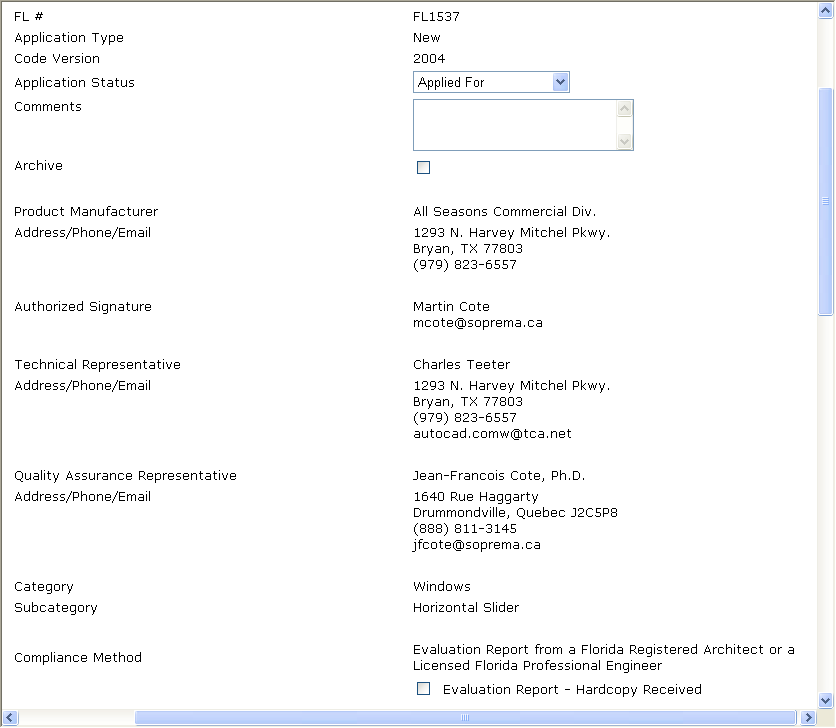 FL # FL1537
Application Type New
Code Version 2004
Application Status Applied For
Comments
Archive
Product Manufacturer All Seasons Commercial Div.
Address/Phone/Email 1293 N. Harvey Mitchel Pkwy.
Bryan, TX 77803
(979) 823-6557
Authorized Signature Martin Cote
mcote@soprema.ca
Technical Representative Charles Teeter
Address/Phone/Email 1293 N. Harvey Mitchel Pkwy.
Bryan, TX 77803
(979) 823-6557
autocad.comw@tca.net
Quality Assurance Representative Jean-Francois Cote, Ph.D.
Address/Phone/Email 1640 Rue Haggarty
Drummondville, Quebec J2C5P8
(888) 811-3145
jfcote@soprema.ca
Category Windows
Subcategory Horizontal Slider
Compliance Method Evaluation Report from a Florida Registered Architect or a
Licensed Florida Professional Engineer
Evaluation Report - Hardcopy Received